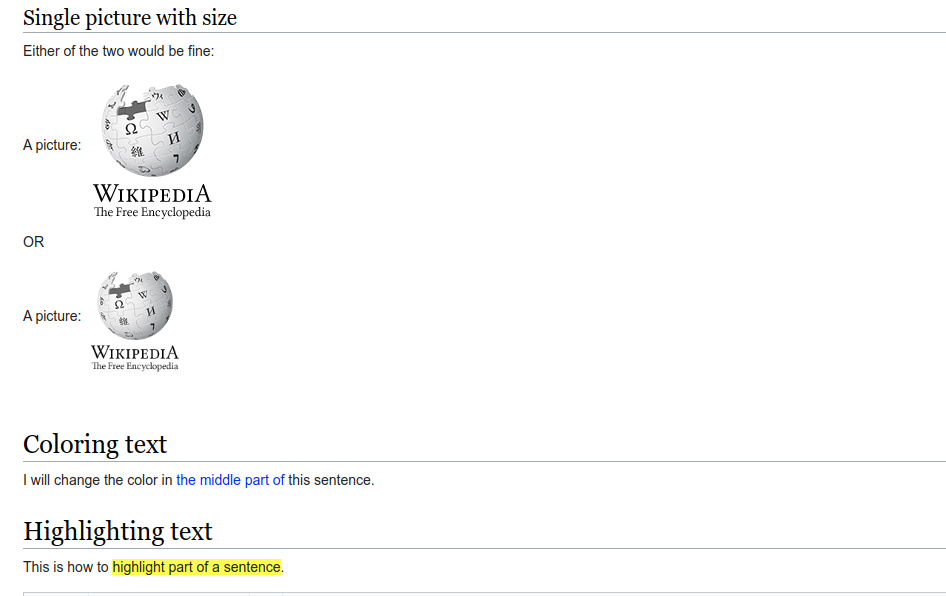 Single picture with size
Either of the two would be fine:
Ω W И 維 7
A picture:
WIKIPEDIA
The Free Encyclopedia
OR
Ω W И 維 7
A picture:
WIKIPEDIA
The Free Encyclopedia
Coloring text
I will change the color in the middle part of this sentence.
Highlighting text
This is how to highlight part of a sentence.